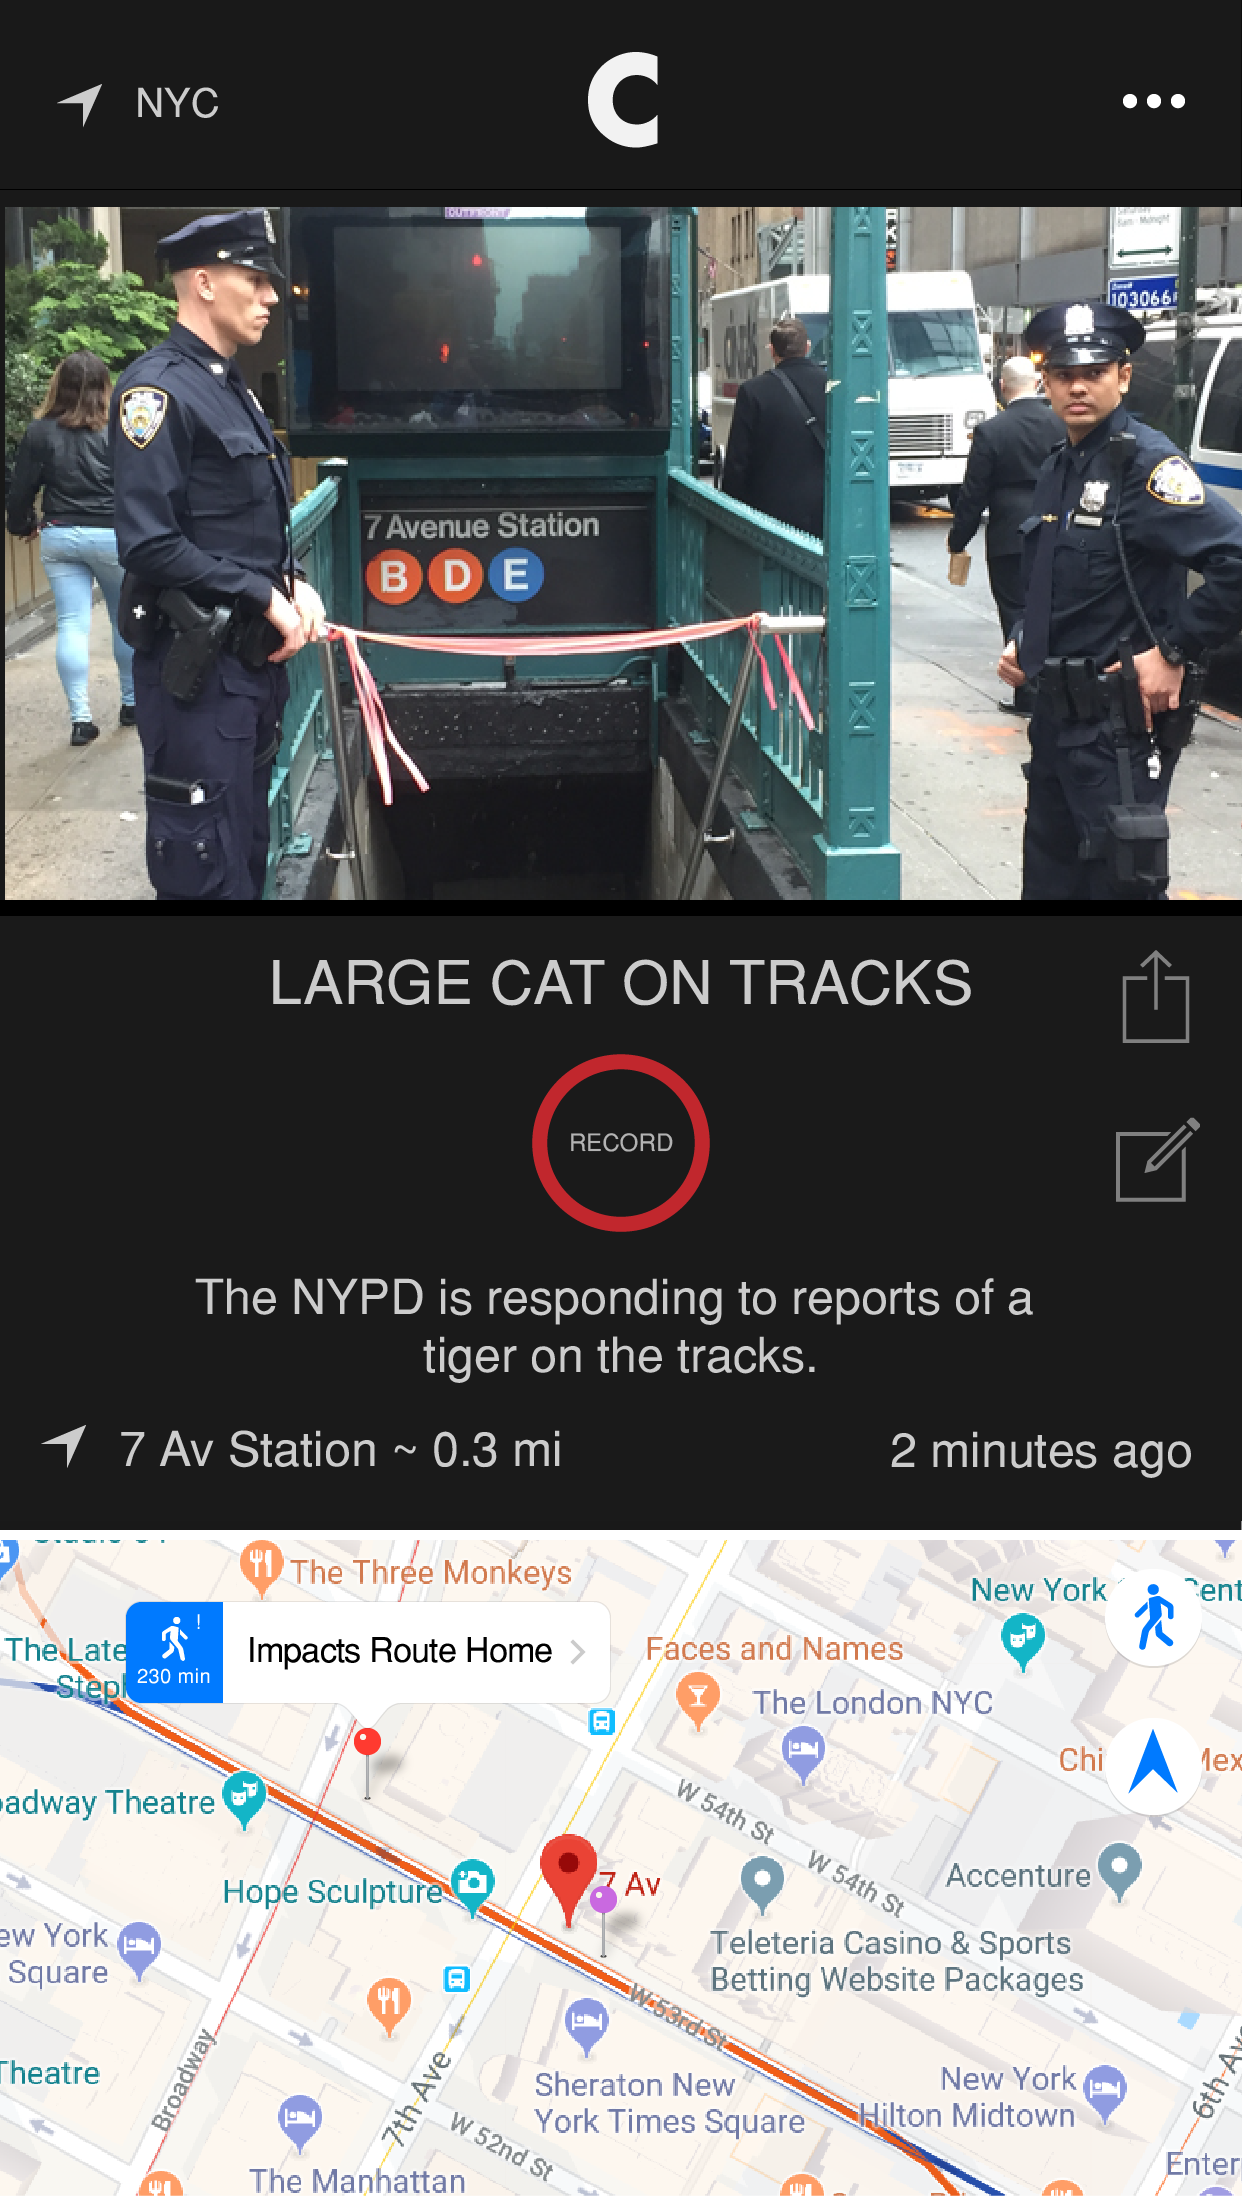 NYC
C
103066
7 Avenue Station
B D E
LARGE CAT ON TRACKS
RECORD
The NYPD is responding to reports of a
tiger on the tracks.
7 Av Station ~ 0.3 mi
2 minutes ago
The Three Monkeys
New York
ent
!
230 min
Impacts Route Home
The Late
Steph
Faces and Names
The London NYC
Chi
Mex
adway Theatre
W 54th St
W 54th St
Hope Sculpture
7 Av
Accenture
ew York
Square
Teleteria Casino & Sports
Betting Website Packages
W 53rd St
Theatre
Broadway
7th Ave
Sheraton New
York Times Square
New York
Hilton Midtown
6th Av
W 52nd St
The Manhattan
Enter